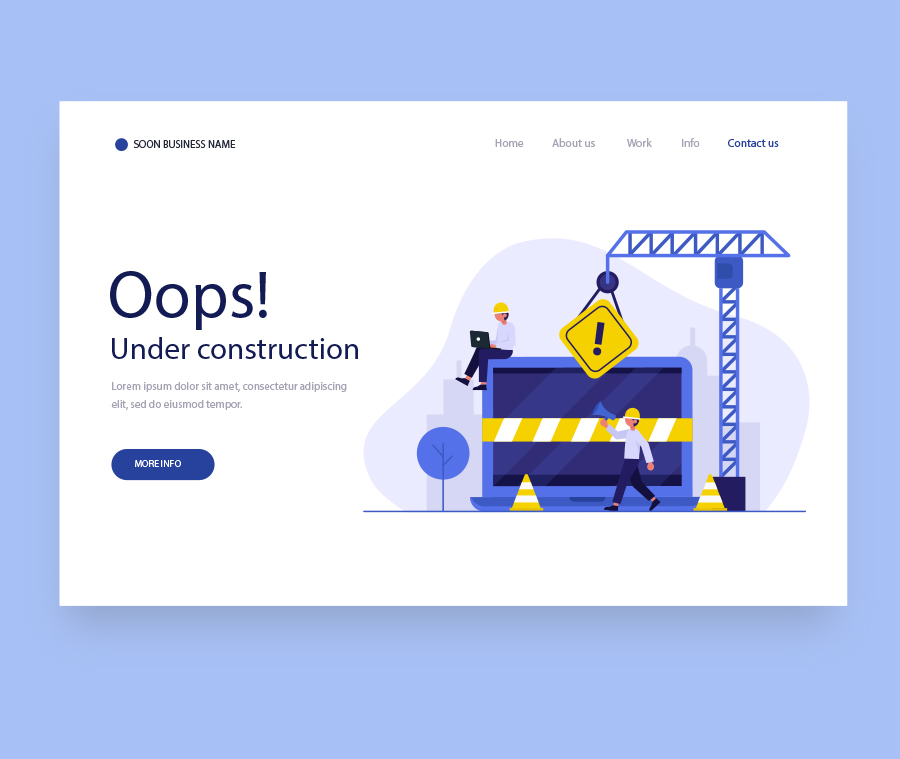 SOON BUSINESS NAME
Home About us Work Info Contact us
Oops!
Under construction
Lorem ipsum dolor sit amet, consectetur adipiscing
elit, sed do eiusmod tempor.
MORE INFO
!